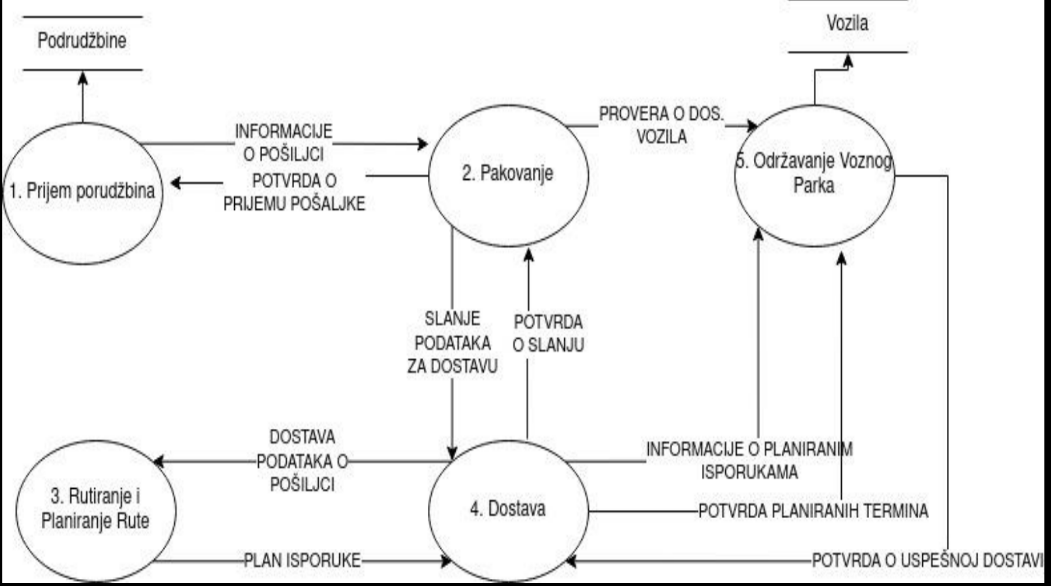 Podrudžbine
Vozila
INFORMACIJE
O POŠILJCI
PROVERA O DOS.
VOZILA
1. Prijem porudžbina
POTVRDA O
PRIJEMU POŠALJKE
2. Pakovanje
5. Održavanje Voznog
Parka
SLANJE
PODATAKA
ZA DOSTAVU
POTVRDA
O SLANJU
DOSTAVA
PODATAKA O
POŠILJCI
INFORMACIJE O PLANIRANIM
ISPORUKAMA
3. Rutiranje i
Planiranje Rute
4. Dostava
POTVRDA PLANIRANIH TERMINA
PLAN ISPORUKE
POTVRDA O USPEŠNOJ DOSTAVI